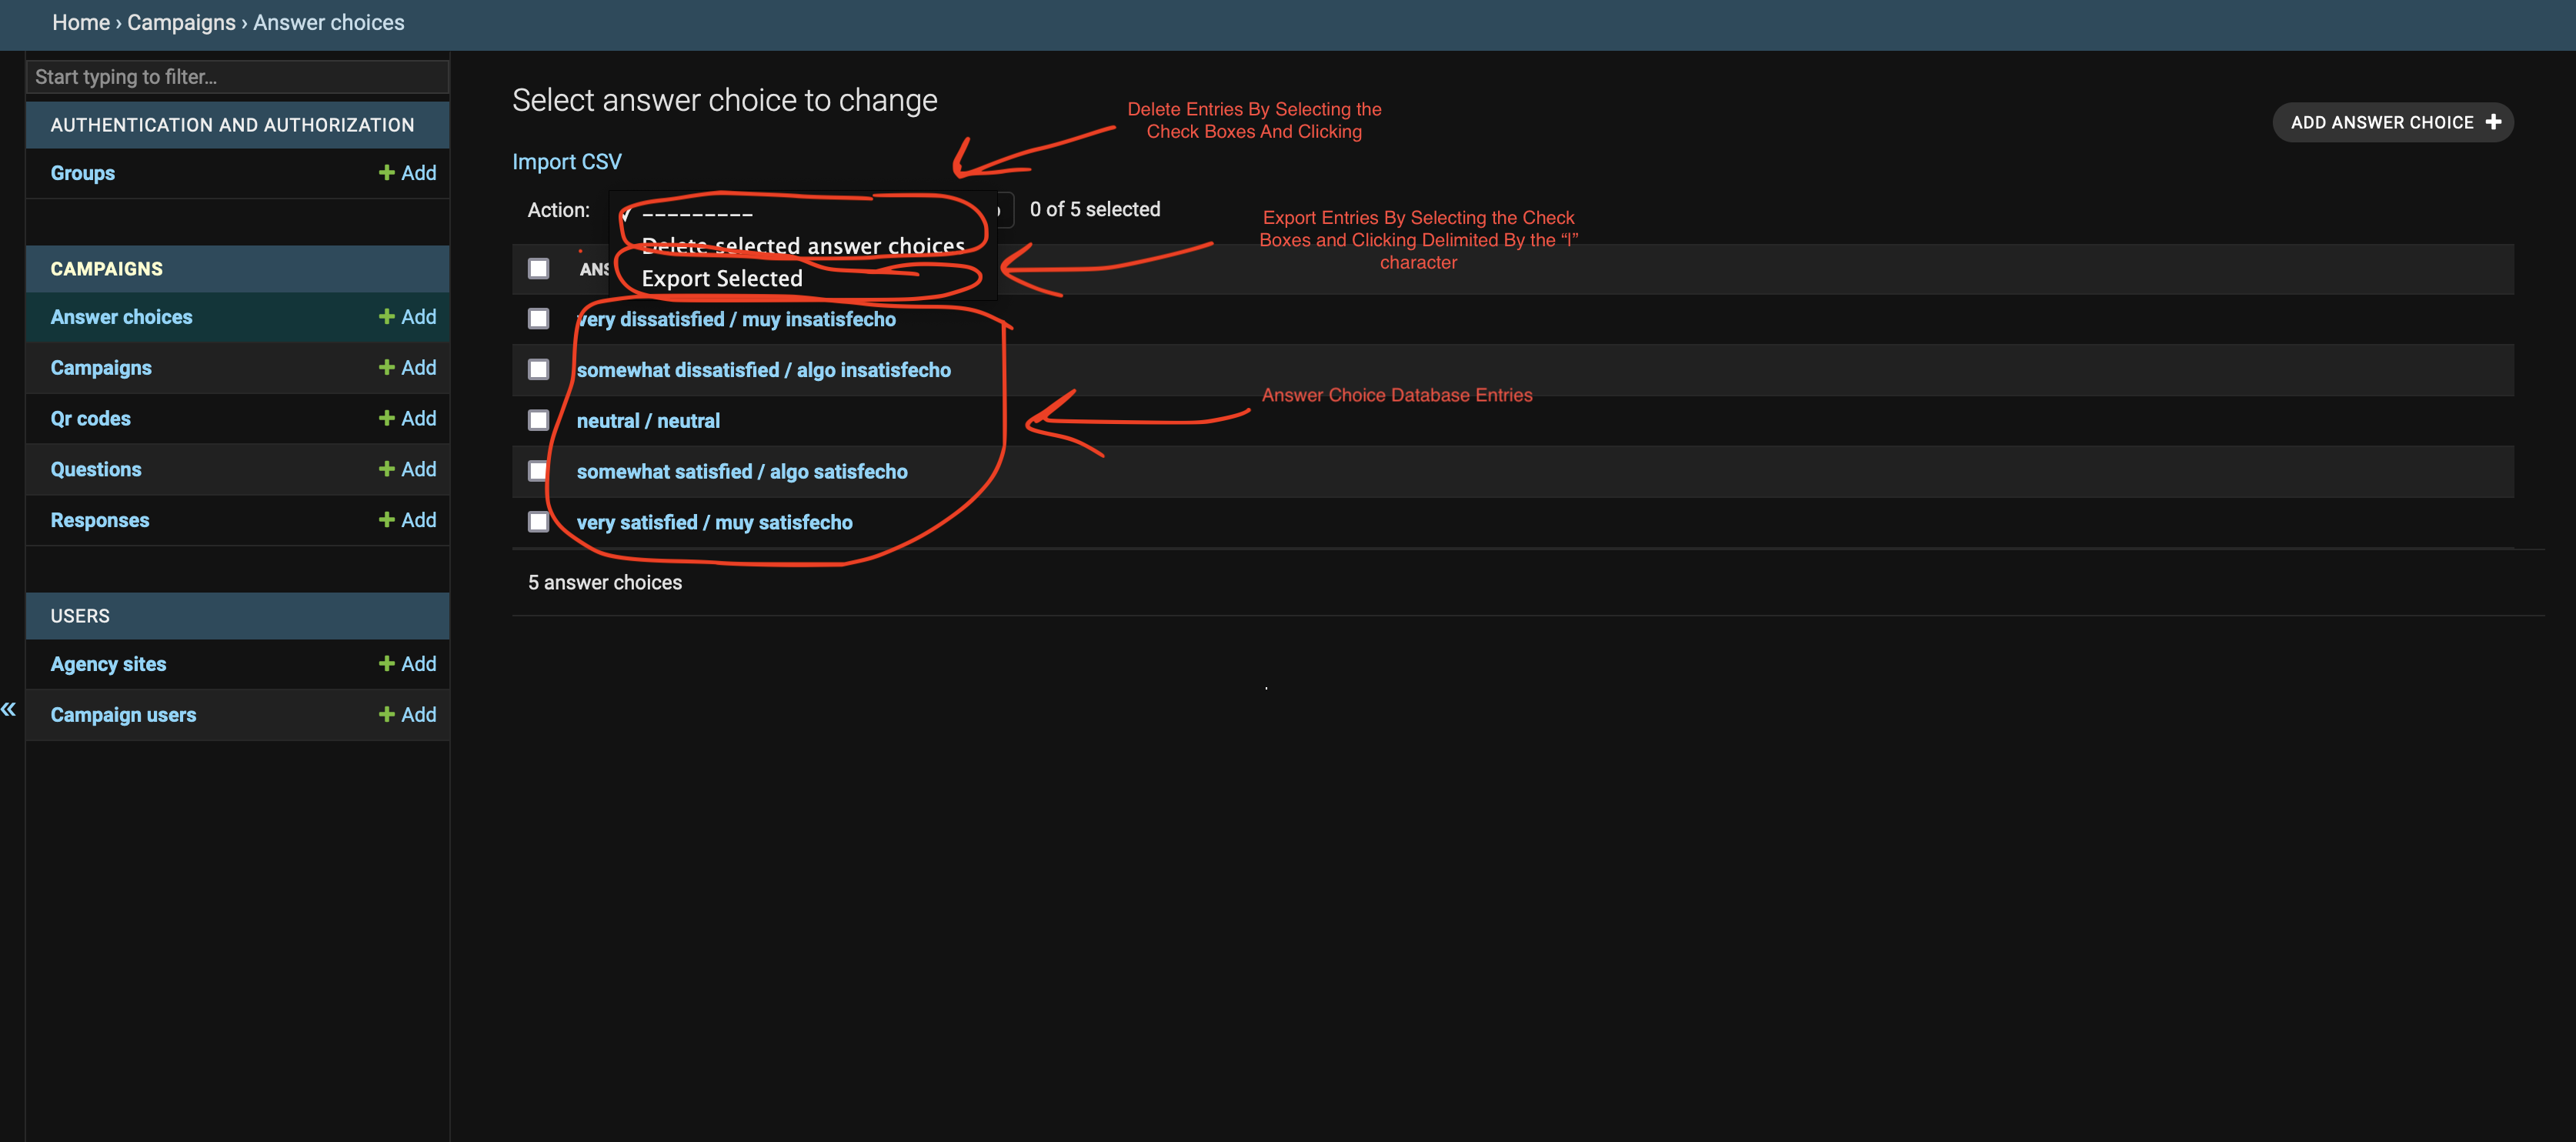 Home › Campaigns › Answer choices
Start typing to filter...
AUTHENTICATION AND AUTHORIZATION
Groups + Add
CAMPAIGNS
Answer choices + Add
Campaigns + Add
Qr codes + Add
Questions + Add
Responses + Add
USERS
Agency sites + Add
Campaign users + Add
«
Select answer choice to change
ADD ANSWER CHOICE +
Import CSV
Action:
✓ ---------
Delete selected answer choices
Export Selected
0 of 5 selected
very dissatisfied / muy insatisfecho
somewhat dissatisfied / algo insatisfecho
neutral / neutral
somewhat satisfied / algo satisfecho
very satisfied / muy satisfecho
5 answer choices
Delete Entries By Selecting the
Check Boxes And Clicking
Export Entries By Selecting the Check
Boxes and Clicking Delimited By the “|”
character
Answer Choice Database Entries